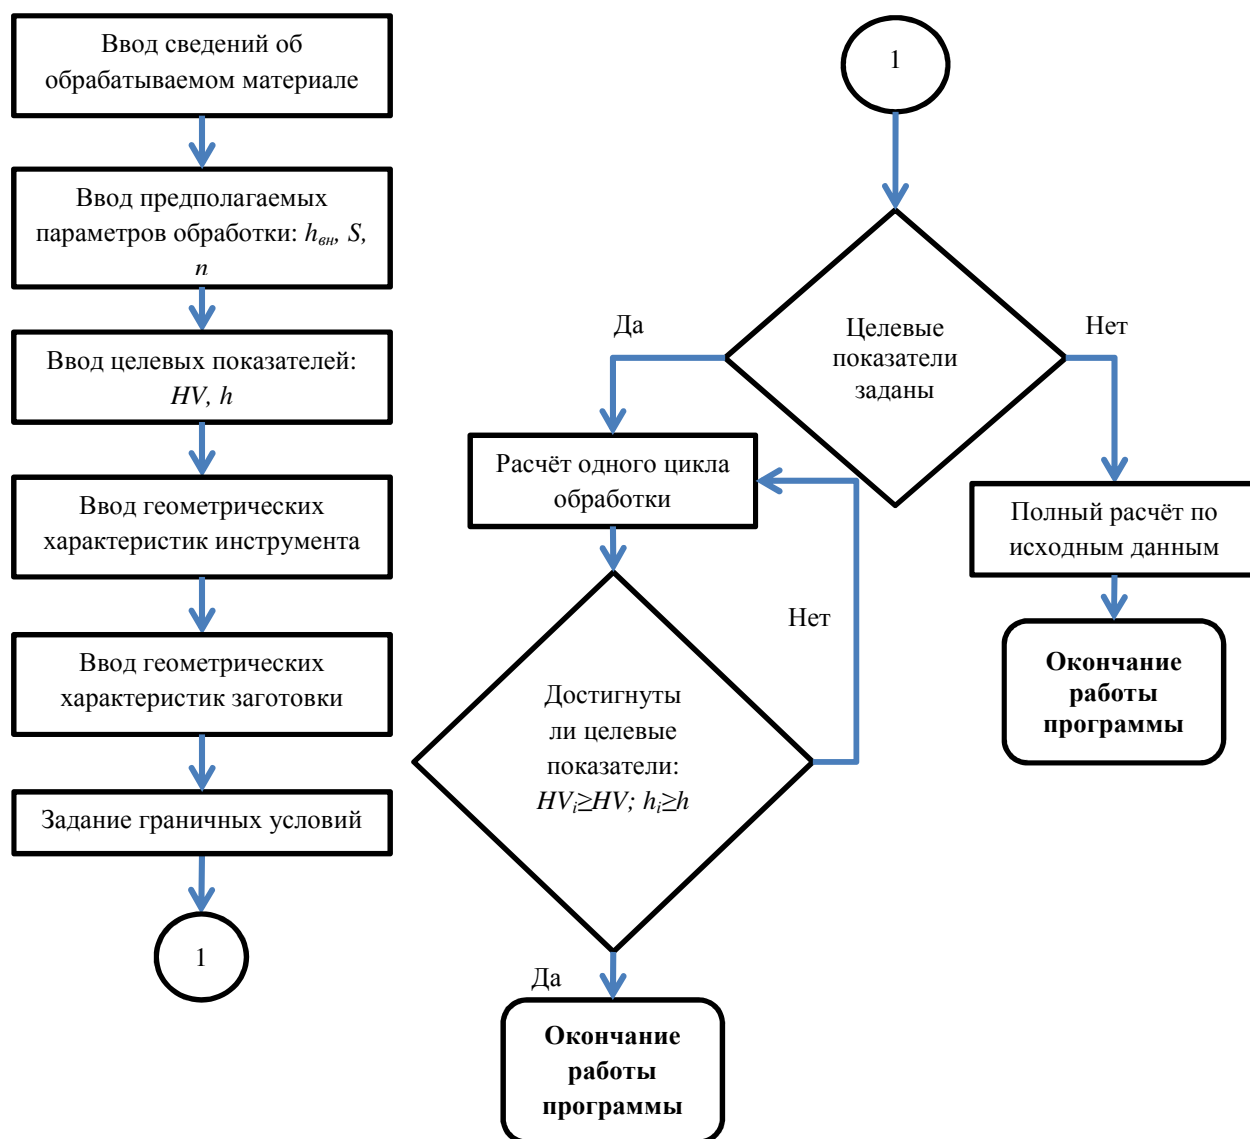 Ввод сведений об
обрабатываемом материале
Ввод предполагаемых
параметров обработки: hвн, S,
n
Ввод целевых показателей:
HV, h
Ввод геометрических
характеристик инструмента
Ввод геометрических
характеристик заготовки
Задание граничных условий
1
1
Целевые
показатели
заданы
Да
Нет
Расчёт одного цикла
обработки
Достигнуты
ли целевые
показатели:
HVi≥HV; hi≥h
Нет
Да
Окончание
работы
программы
Полный расчёт по
исходным данным
Окончание
работы
программы